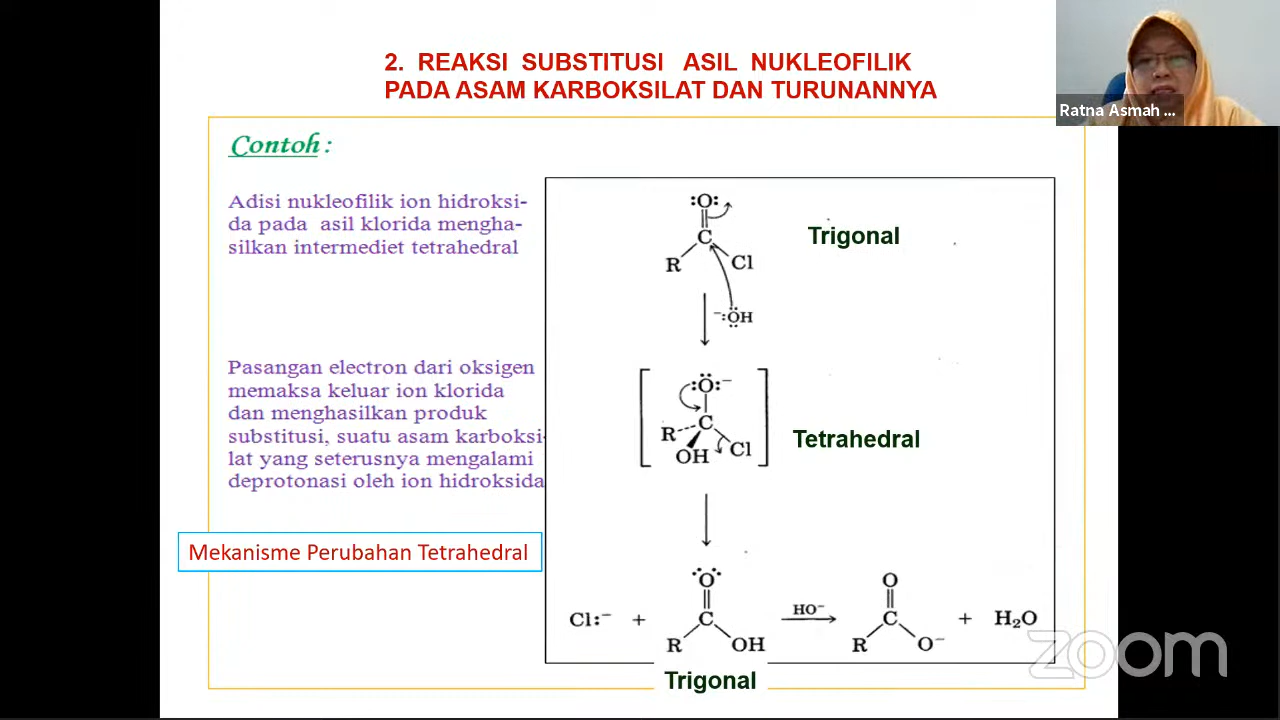 2. REAKSI SUBSTITUSI ASIL NUKLEOFILIK
PADA ASAM KARBOKSILAT DAN TURUNANNYA
Ratna Asmah ...
Contoh :
Adisi nukleofilik ion hidroksi-
da pada asil klorida mengha-
silkan intermediet tetrahedral
:O:
C
R
Cl
Trigonal
⁻:ÖH
Pasangan electron dari oksigen
memaksa keluar ion klorida
dan menghasilkan produk
substitusi, suatu asam karboksi-
lat yang seterusnya mengalami
deprotonasi oleh ion hidroksida
:Ö:⁻
C
R
OH
Cl
Tetrahedral
Mekanisme Perubahan Tetrahedral
O
O
Cl:⁻ + C HO⁻ C + H₂O
R OH R O⁻
Trigonal
zoom